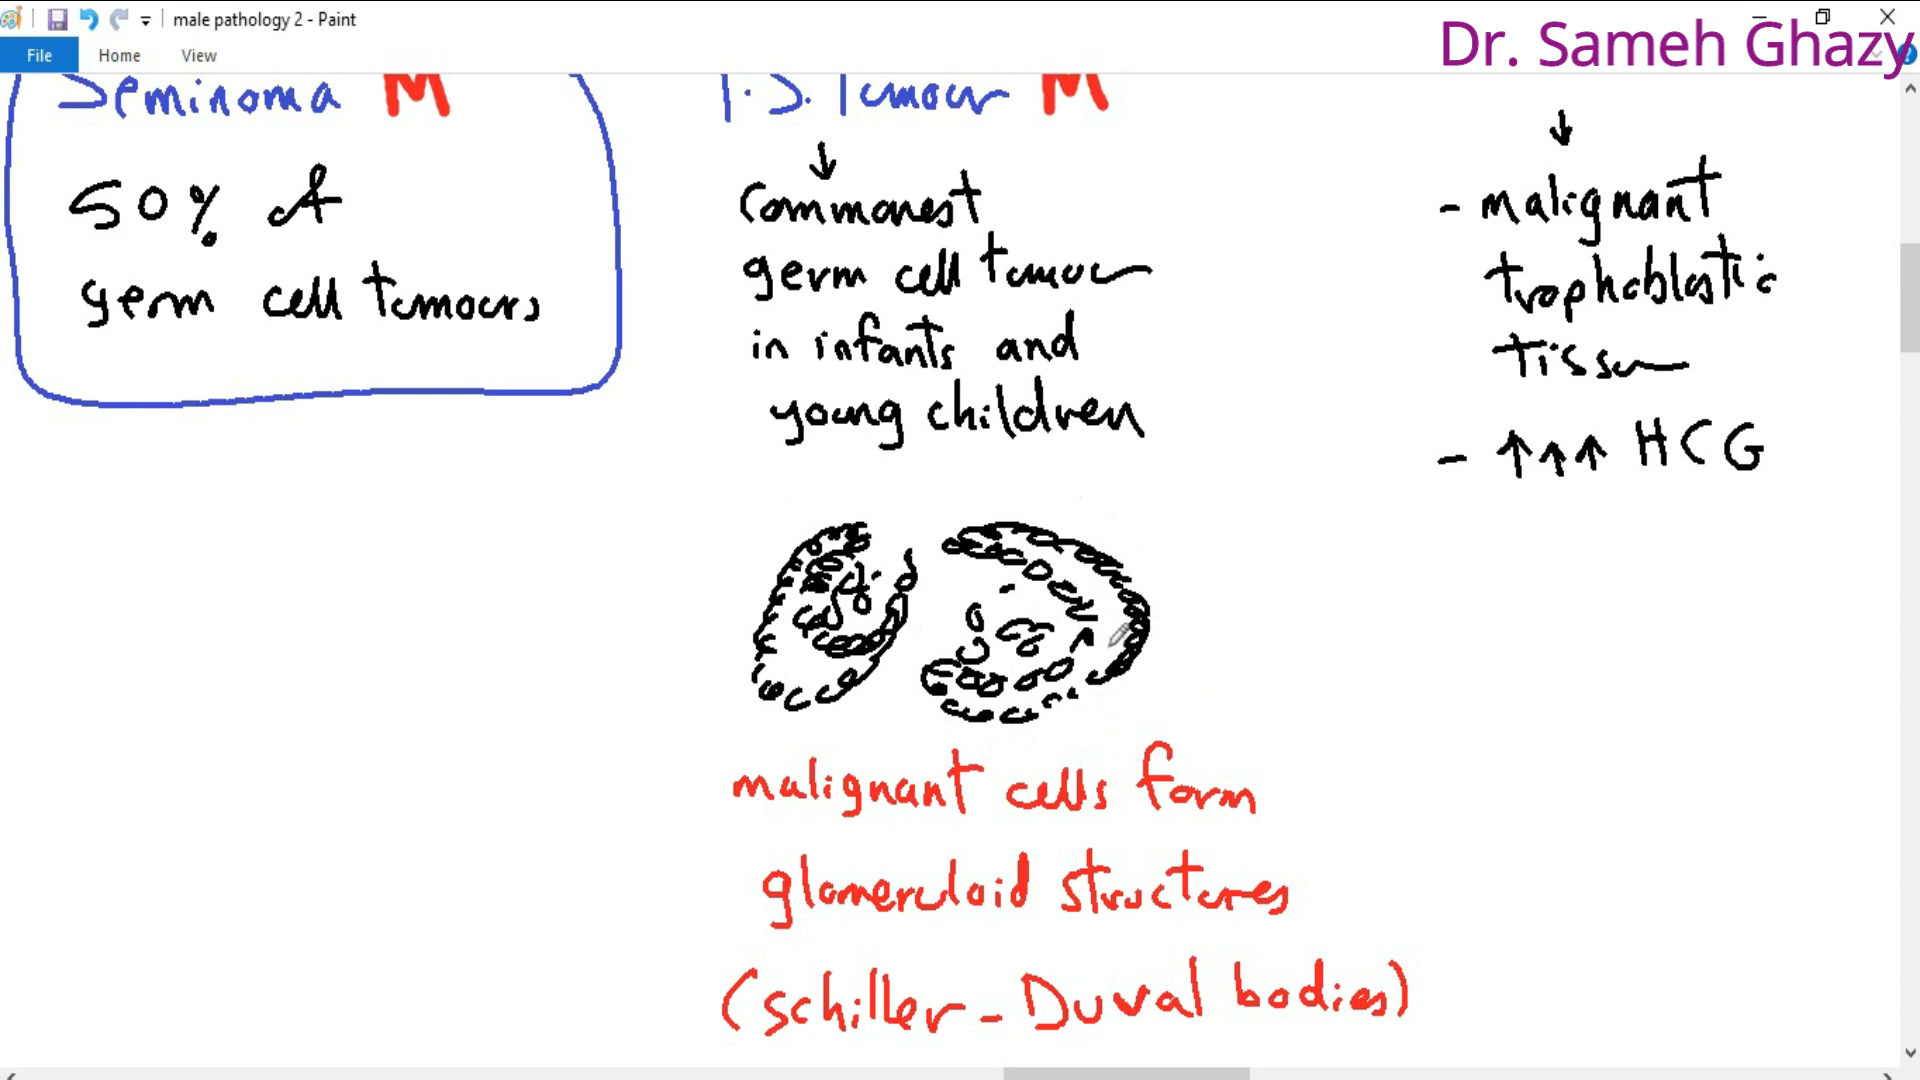 male pathology 2 - Paint
Dr. Sameh Ghazy
File Home View
Seminoma M
50% of
germ cell tumours
Y.S. Tumour M
↓
Commonest
germ cell tumour
in infants and
young children
malignant cells form
glomeruloid structures
(schiller - Duval bodies)
↓
- malignant
trophoblastic
tissue
- ↑↑↑ HCG